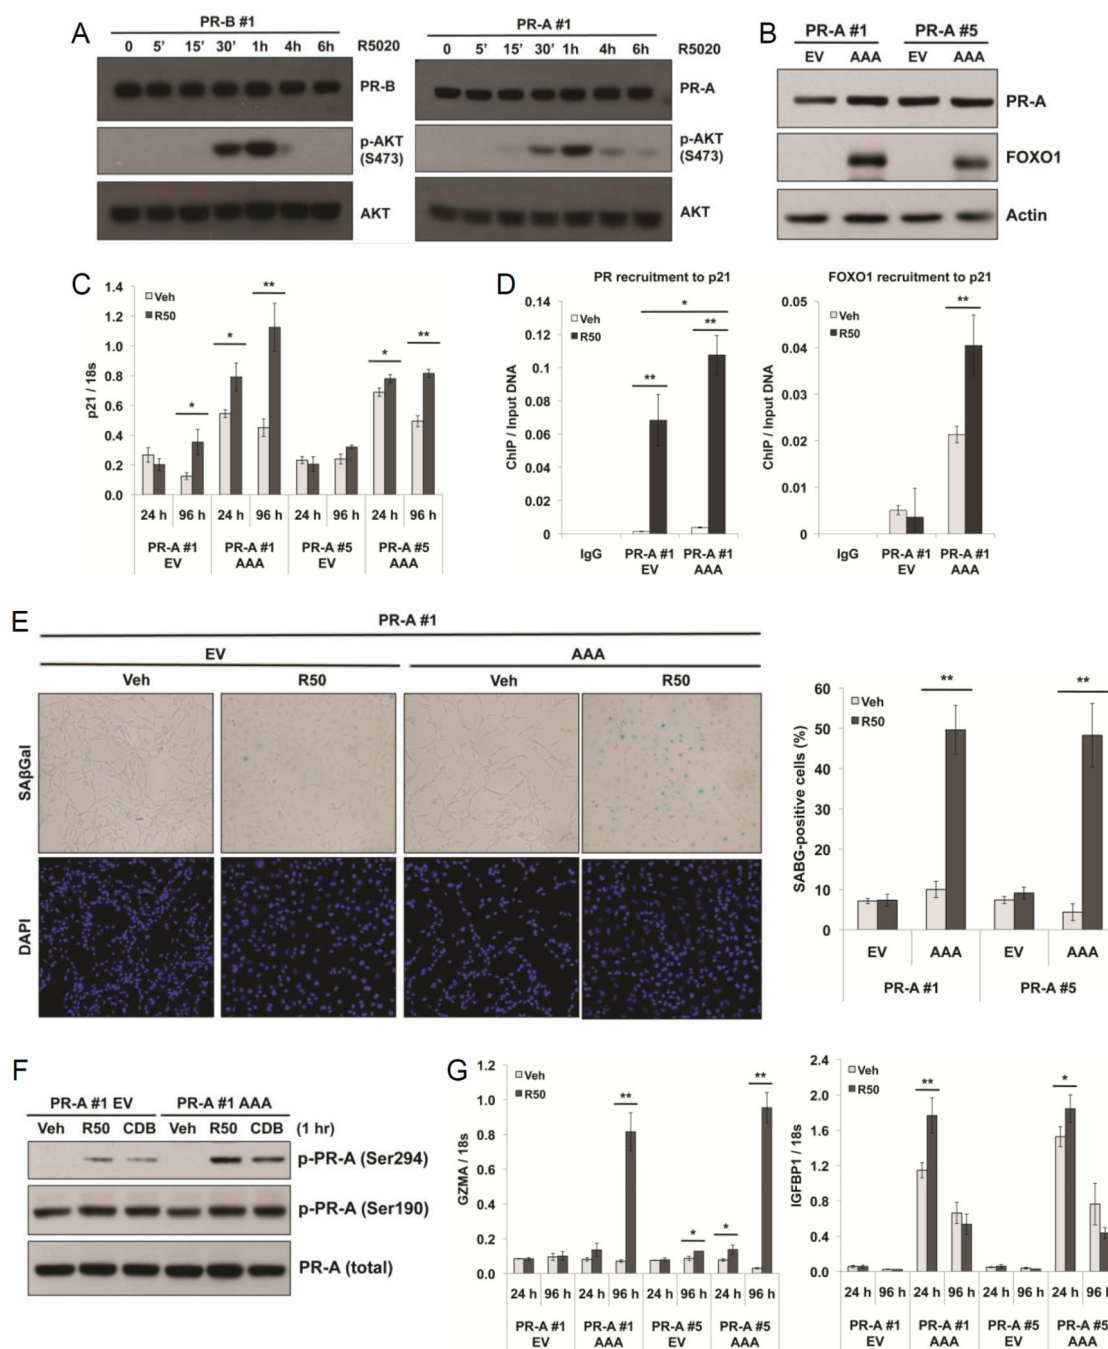 A
PR-B #1
0 5' 15' 30' 1h 4h 6h R5020
PR-B
p-AKT
(S473)
AKT
PR-A #1
0 5' 15' 30' 1h 4h 6h R5020
PR-A
p-AKT
(S473)
AKT
B
PR-A #1 PR-A #5
EV AAA EV AAA
PR-A
FOXO1
Actin
C
p21 / 18s
1.4
1.2
1.0
0.8
0.6
0.4
0.2
0.0
Veh
R50
* * ** * **
24 h 96 h 24 h 96 h 24 h 96 h 24 h 96 h
PR-A #1 PR-A #1 PR-A #5 PR-A #5
EV AAA EV AAA
D
PR recruitment to p21
ChIP / Input DNA
0.14
0.12
0.1
0.08
0.06
0.04
0.02
0
Veh
R50
*
** **
IgG PR-A #1 PR-A #1
EV AAA
FOXO1 recruitment to p21
ChIP / Input DNA
0.05
0.04
0.03
0.02
0.01
0
Veh
R50
**
IgG PR-A #1 PR-A #1
EV AAA
E
PR-A #1
EV AAA
Veh R50 Veh R50
SAβGal
DAPI
SABG-positive cells (%)
60
50
40
30
20
10
0
Veh
R50
** **
EV AAA EV AAA
PR-A #1 PR-A #5
F
PR-A #1 EV PR-A #1 AAA
Veh R50 CDB Veh R50 CDB (1 hr)
p-PR-A (Ser294)
p-PR-A (Ser190)
PR-A (total)
G
GZMA / 18s
1.2
1.0
0.8
0.6
0.4
0.2
0.0
Veh
R50
** * * **
24 h 96 h 24 h 96 h 24 h 96 h 24 h 96 h
PR-A #1 PR-A #1 PR-A #5 PR-A #5
EV AAA EV AAA
IGFBP1 / 18s
2.4
2.0
1.6
1.2
0.8
0.4
0.0
Veh
R50
** *
24 h 96 h 24 h 96 h 24 h 96 h 24 h 96 h
PR-A #1 PR-A #1 PR-A #5 PR-A #5
EV AAA EV AAA